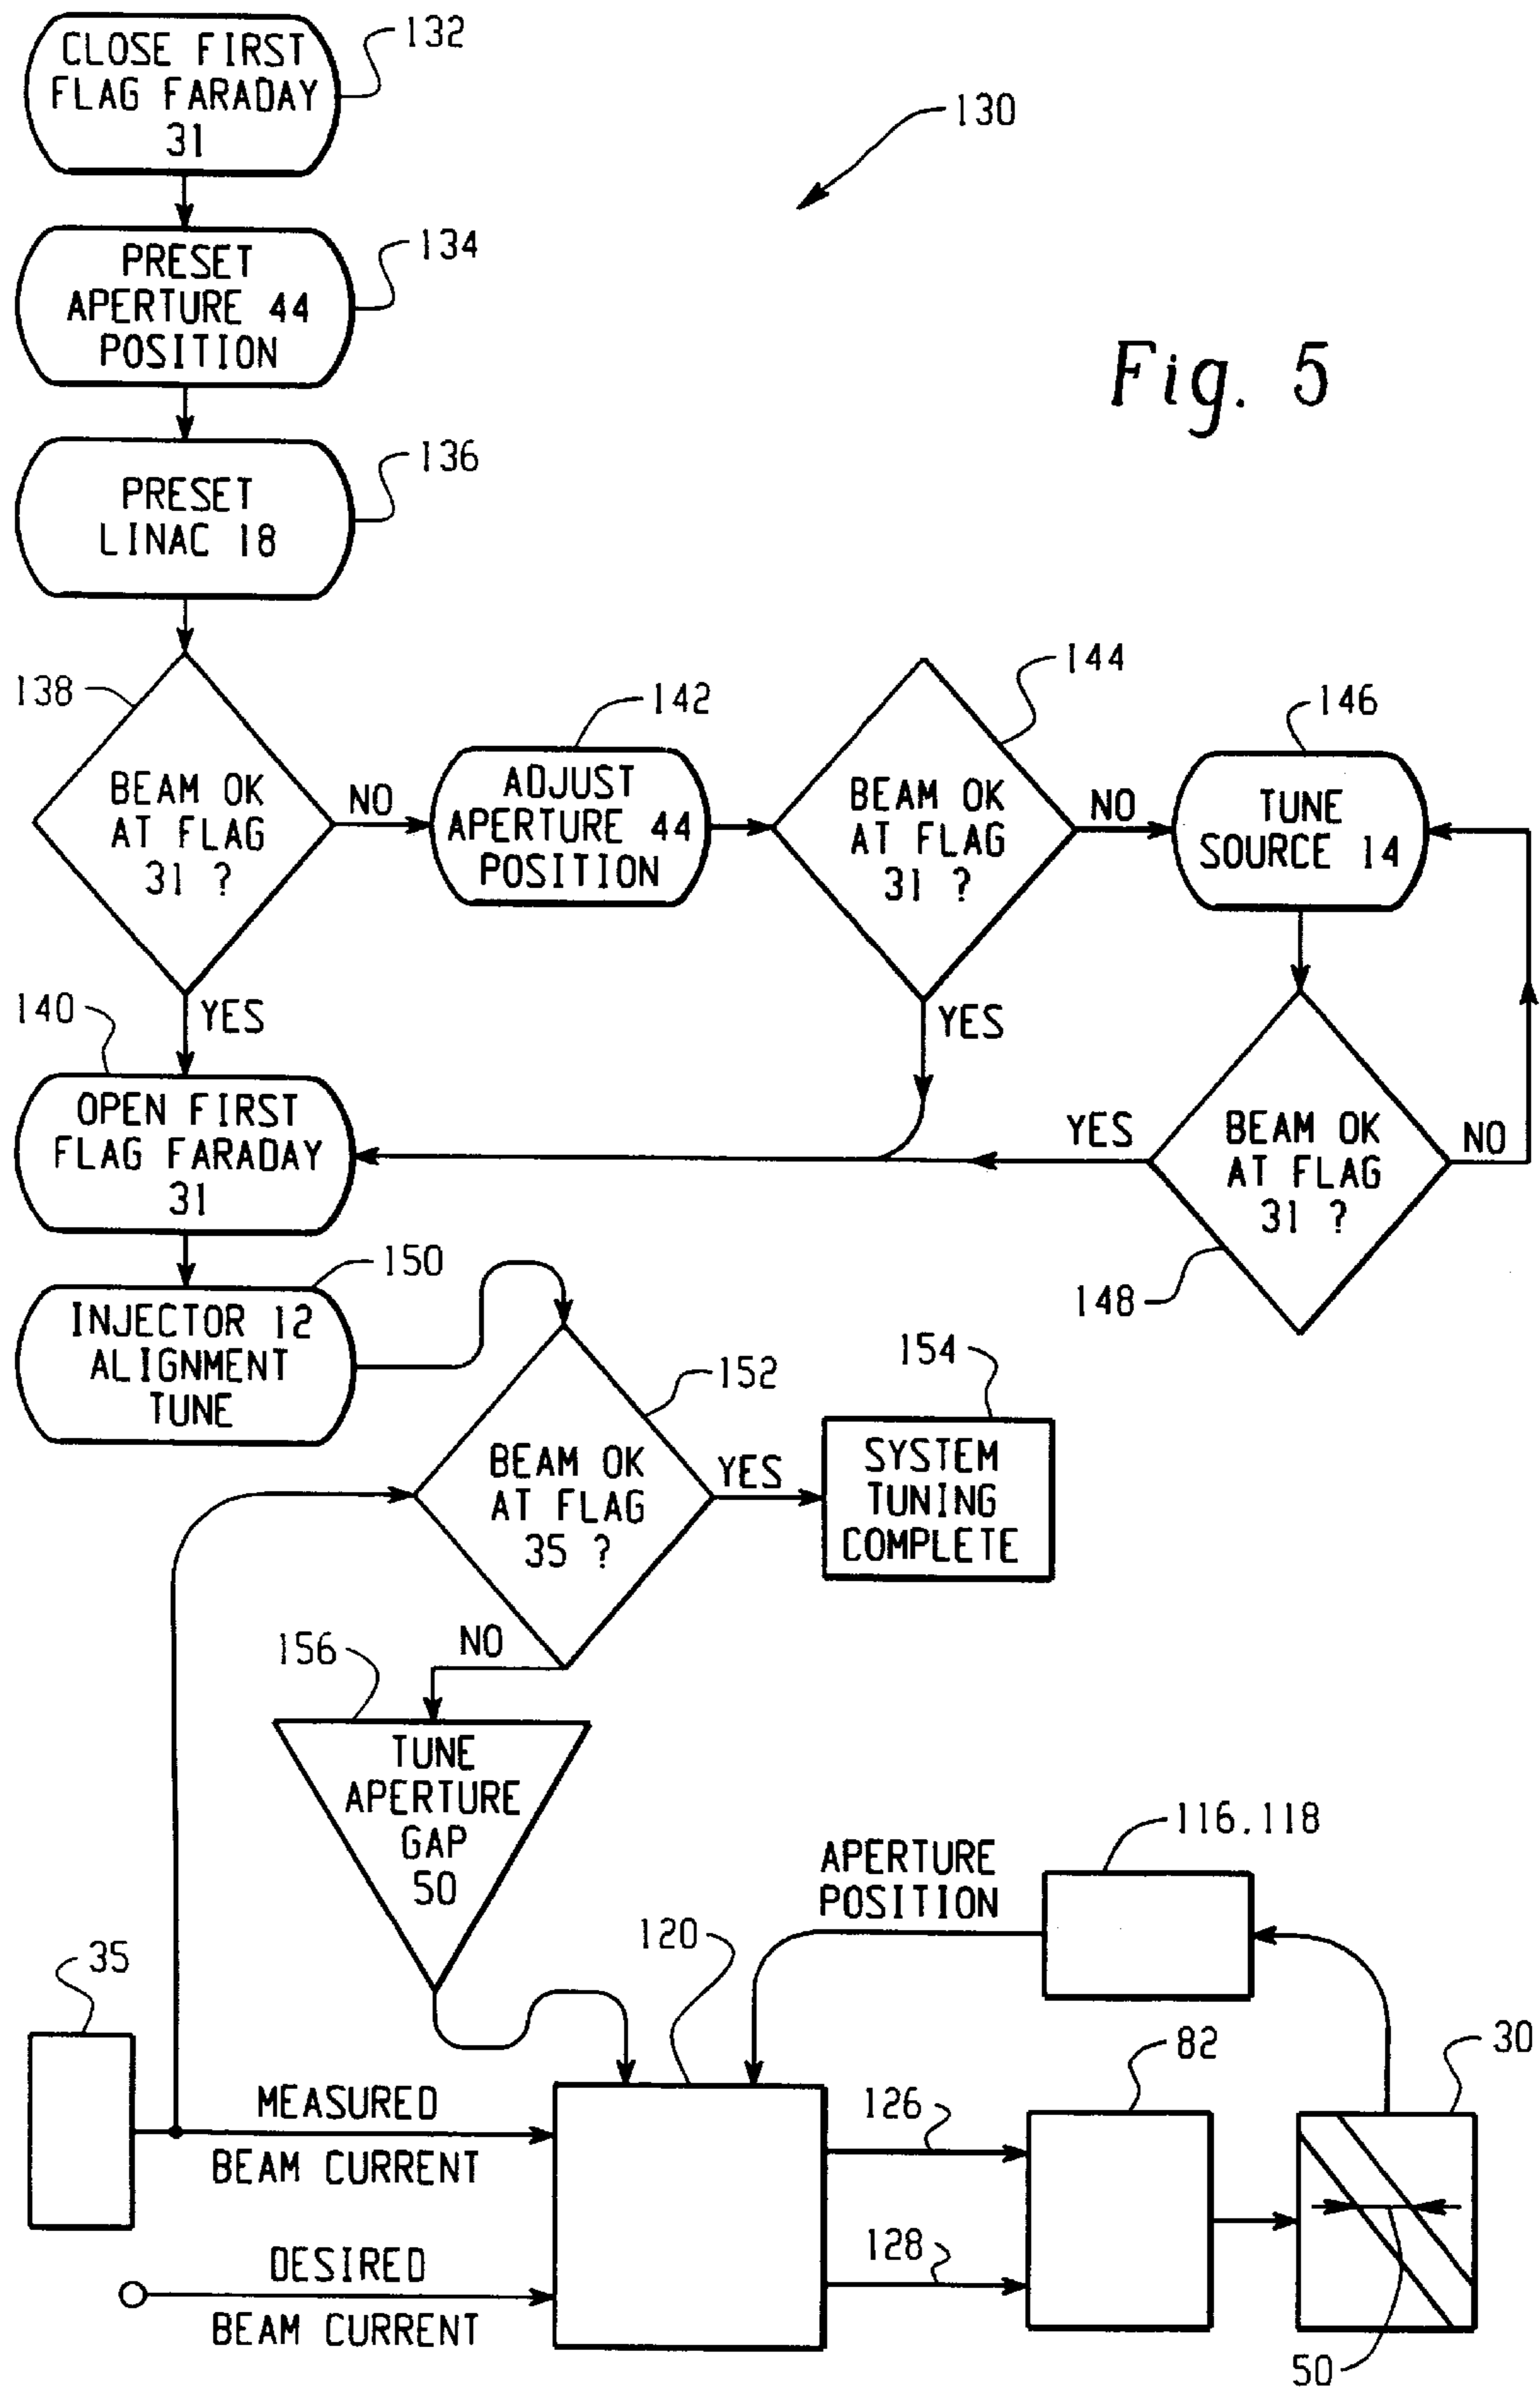 CLOSE FIRST
FLAG FARADAY
31
132
130
PRESET
APERTURE 44
POSITION
134
Fig. 5
PRESET
LINAC 18
136
138
BEAM OK
AT FLAG
31 ?
NO
YES
142
ADJUST
APERTURE 44
POSITION
144
BEAM OK
AT FLAG
31 ?
NO
YES
146
TUNE
SOURCE 14
140
OPEN FIRST
FLAG FARADAY
31
YES
BEAM OK
AT FLAG
31 ?
NO
148
150
INJECTOR 12
ALIGNMENT
TUNE
152
BEAM OK
AT FLAG
35 ?
YES
NO
154
SYSTEM
TUNING
COMPLETE
156
TUNE
APERTURE
GAP
50
116,118
APERTURE
POSITION
120
35
MEASURED
BEAM CURRENT
DESIRED
BEAM CURRENT
126
128
82
30
50